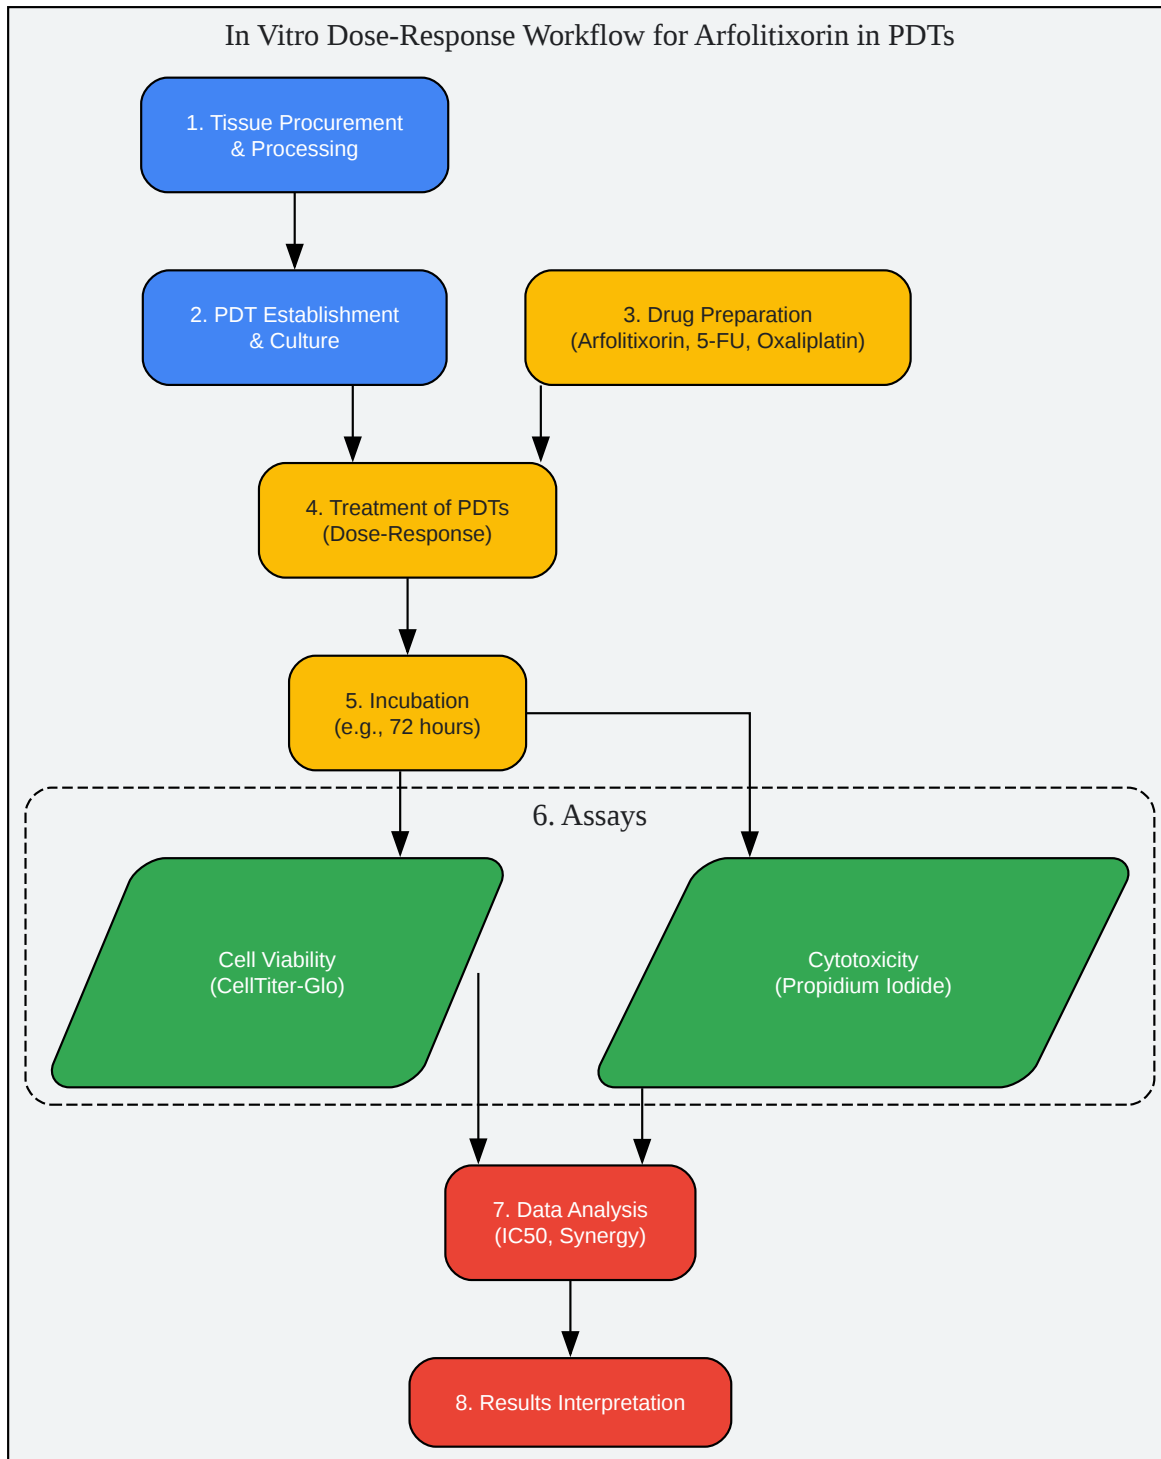 In Vitro Dose-Response Workflow for Arfolitixorin in PDTs
1. Tissue Procurement
& Processing
2. PDT Establishment
& Culture
3. Drug Preparation
(Arfolitixorin, 5-FU, Oxaliplatin)
4. Treatment of PDTs
(Dose-Response)
5. Incubation
(e.g., 72 hours)
6. Assays
Cell Viability
(CellTiter-Glo)
Cytotoxicity
(Propidium Iodide)
7. Data Analysis
(IC50, Synergy)
8. Results Interpretation